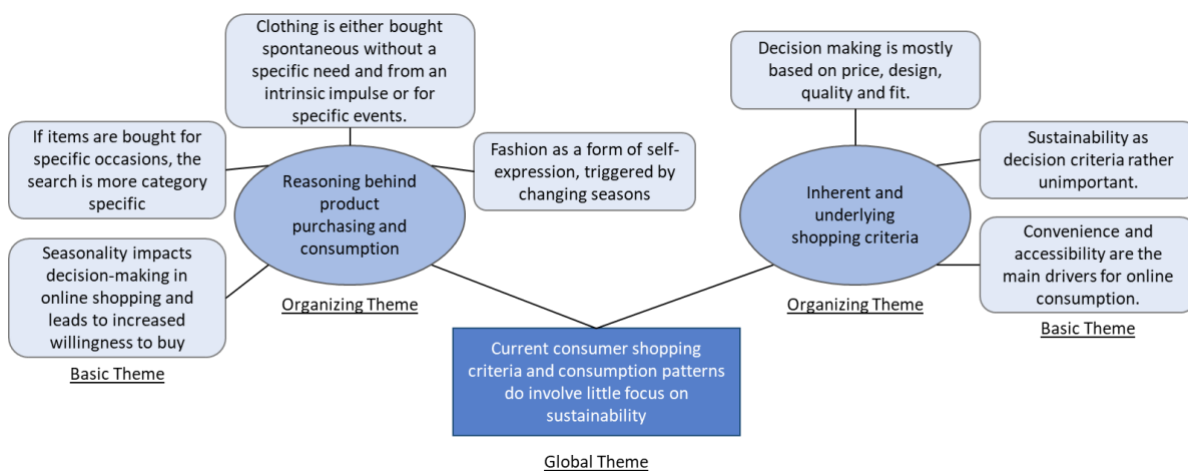 Clothing is either bought
spontaneous without a
specific need and from an
intrinsic impulse or for
specific events.
If items are bought for
specific occasions, the
search is more category
specific
Fashion as a form of self-
expression, triggered by
changing seasons
Reasoning behind
product
purchasing and
consumption
Seasonality impacts
decision-making in
online shopping and
leads to increased
willingness to buy
Organizing Theme
Basic Theme
Decision making is mostly
based on price, design,
quality and fit.
Sustainability as
decision criteria rather
unimportant.
Inherent and
underlying
shopping criteria
Convenience and
accessibility are the
main drivers for online
consumption.
Organizing Theme
Basic Theme
Current consumer shopping
criteria and consumption patterns
do involve little focus on
sustainability
Global Theme